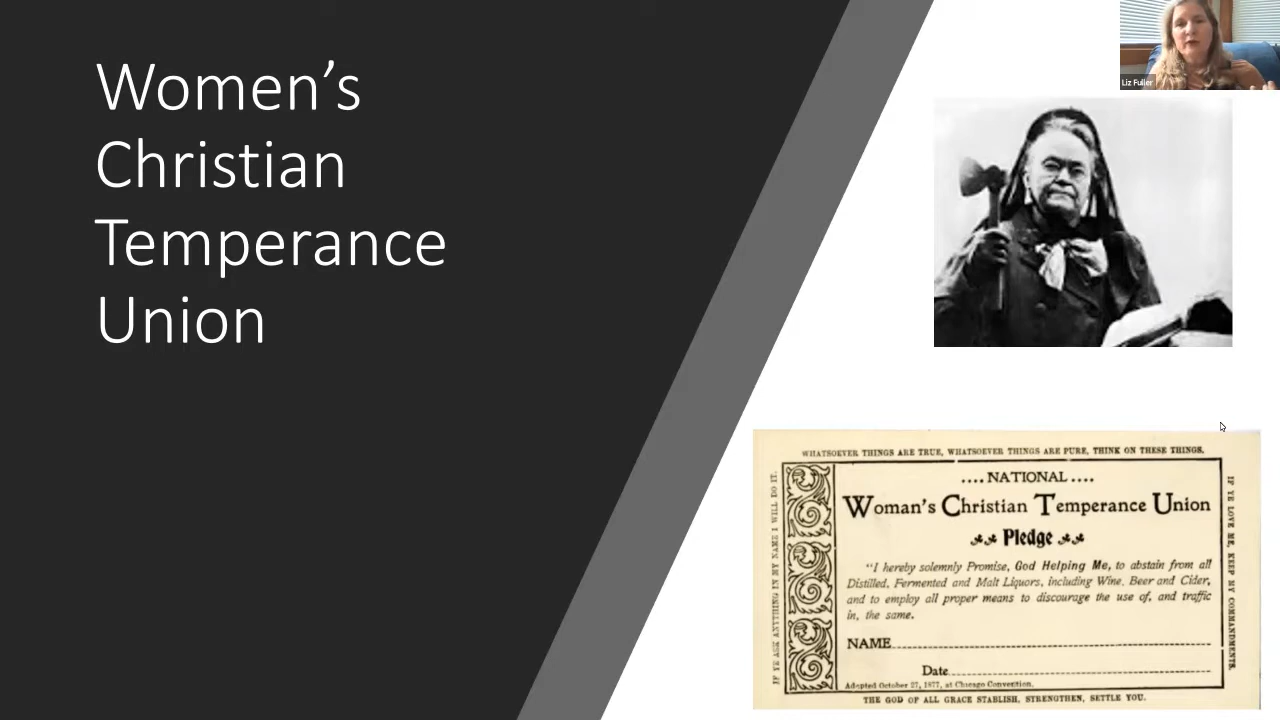 Women’s
Christian
Temperance
Union
Liz Fuller
WHATSOEVER THINGS ARE TRUE, WHATSOEVER THINGS ARE PURE, THINK ON THESE THINGS.
IF YE ASK ANYTHING IN MY NAME I WILL DO IT.
.... NATIONAL ....
Woman's Christian Temperance Union
Pledge
"I hereby solemnly Promise, God Helping Me, to abstain from all
Distilled, Fermented and Malt Liquors, including Wine, Beer and Cider,
and to employ all proper means to discourage the use of, and traffic
in, the same.
NAME
Date
Adopted October 27, 1877, at Chicago Convention.
IF YE LOVE ME, KEEP MY COMMANDMENTS.
THE GOD OF ALL GRACE STABLISH, STRENGTHEN, SETTLE YOU.